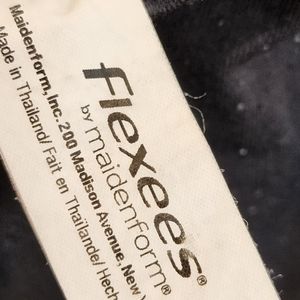 flexees®
by maidenform®
Maidenform, Inc. 200 Madison Avenue, New
Made in Thailand/ Fait en Thaïlande/ Hech